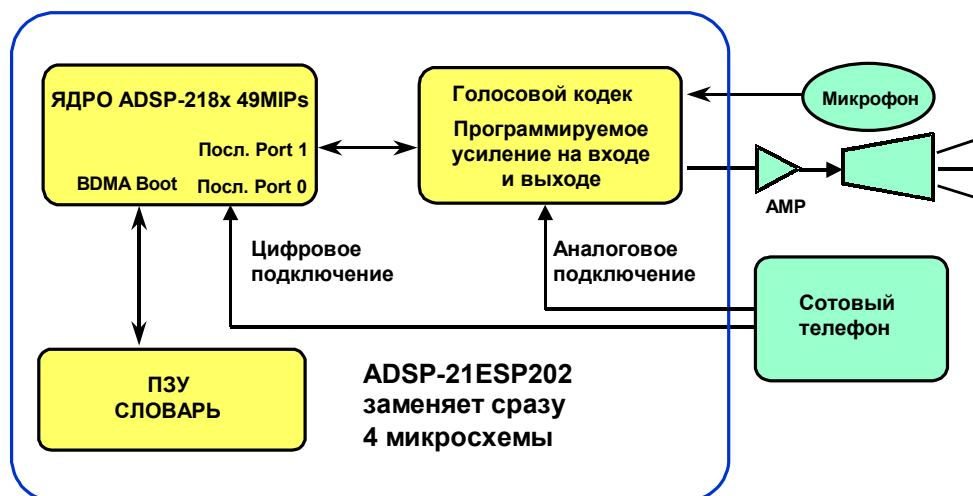 ЯДРО ADSP-218x 49MIPs
Посл. Port 1
BDMA Boot
Посл. Port 0
Голосовой кодек
Программируемое
усиление на входе
и выходе
Микрофон
AMP
Цифровое
подключение
Аналоговое
подключение
Сотовый
телефон
ПЗУ
СЛОВАРЬ
ADSP-21ESP202
заменяет сразу
4 микросхемы